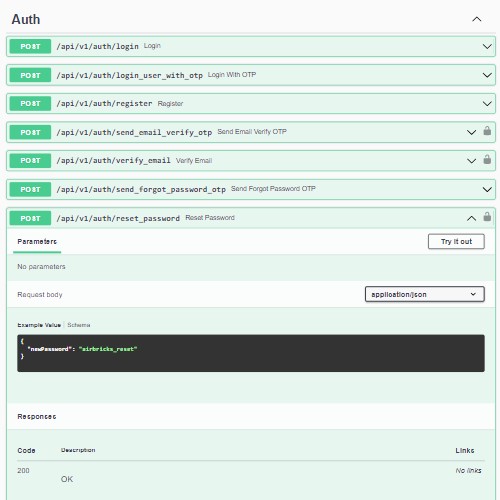 Auth
POST /api/v1/auth/login Login
POST /api/v1/auth/login_user_with_otp Login With OTP
POST /api/v1/auth/register Register
POST /api/v1/auth/send_email_verify_otp Send Email Verify OTP
POST /api/v1/auth/verify_email Verify Email
POST /api/v1/auth/send_forgot_password_otp Send Forgot Password OTP
POST /api/v1/auth/reset_password Reset Password
Parameters Try it out
No parameters
Request body application/json
Example Value Schema
{
"newPassword": "airbricks_reset"
}
Responses
Code Description Links
200 OK No links